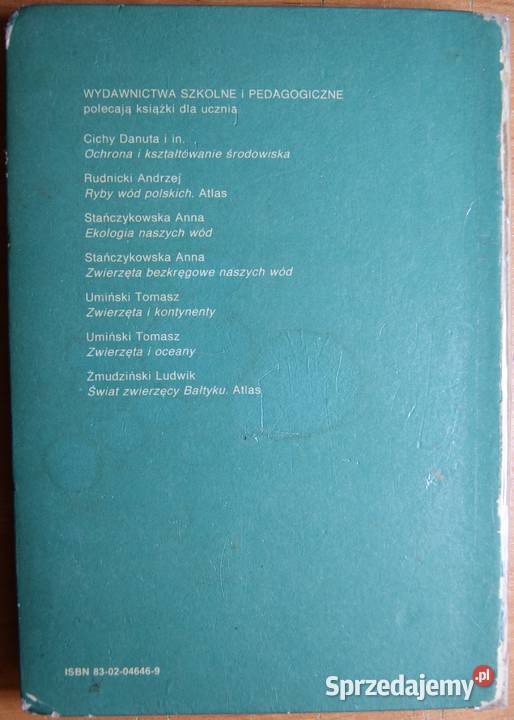 WYDAWNICTWA SZKOLNE i PEDAGOGICZNE
polecają książki dla ucznia
Cichy Danuta i in.
Ochrona i kształtowanie środowiska
Rudnicki Andrzej
Ryby wód polskich. Atlas
Stańczykowska Anna
Ekologia naszych wód
Stańczykowska Anna
Zwierzęta bezkręgowe naszych wód
Umiński Tomasz
Zwierzęta i kontynenty
Umiński Tomasz
Zwierzęta i oceany
Żmudziński Ludwik
Świat zwierzęcy Bałtyku. Atlas
ISBN 83-02-04646-9
Sprzedajemy.pl